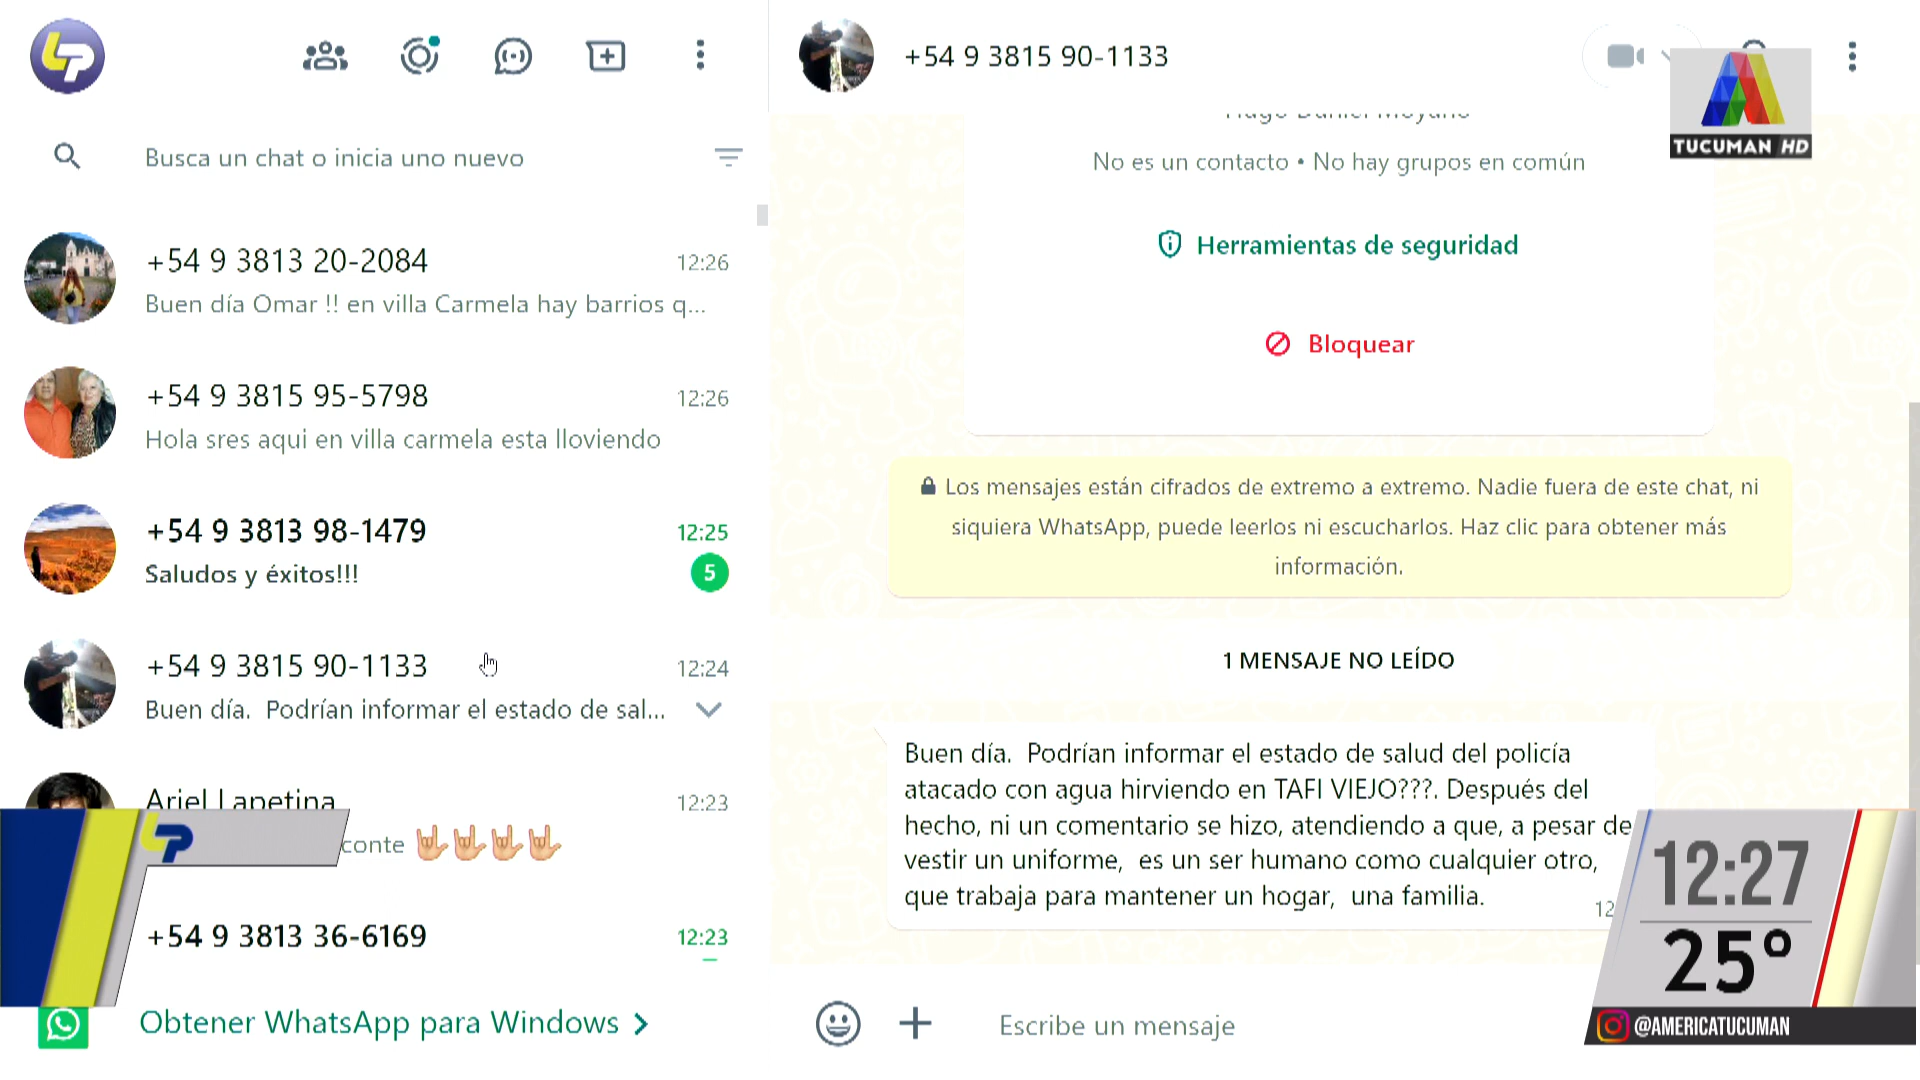 LP
Busca un chat o inicia uno nuevo
+54 9 3813 20-2084
12:26
Buen día Omar !! en villa Carmela hay barrios q...
+54 9 3815 95-5798
12:26
Hola sres aqui en villa carmela esta lloviendo
+54 9 3813 98-1479
12:25
Saludos y éxitos!!!
5
+54 9 3815 90-1133
12:24
Buen día.  Podrían informar el estado de sal...
Ariel Lapetina
12:23
LP
conte 🤟🤟🤟🤟
+54 9 3813 36-6169
12:23
Obtener WhatsApp para Windows
+54 9 3815 90-1133
TUCUMAN HD
Hugo Daniel Moyano
No es un contacto • No hay grupos en común
Herramientas de seguridad
Bloquear
Los mensajes están cifrados de extremo a extremo. Nadie fuera de este chat, ni
siquiera WhatsApp, puede leerlos ni escucharlos. Haz clic para obtener más
información.
1 MENSAJE NO LEÍDO
Buen día.  Podrían informar el estado de salud del policía
atacado con agua hirviendo en TAFI VIEJO???. Después del
hecho, ni un comentario se hizo, atendiendo a que, a pesar de
vestir un uniforme,  es un ser humano como cualquier otro,
que trabaja para mantener un hogar,  una familia.
12
Escribe un mensaje
12:27
25°
@AMERICATUCUMAN